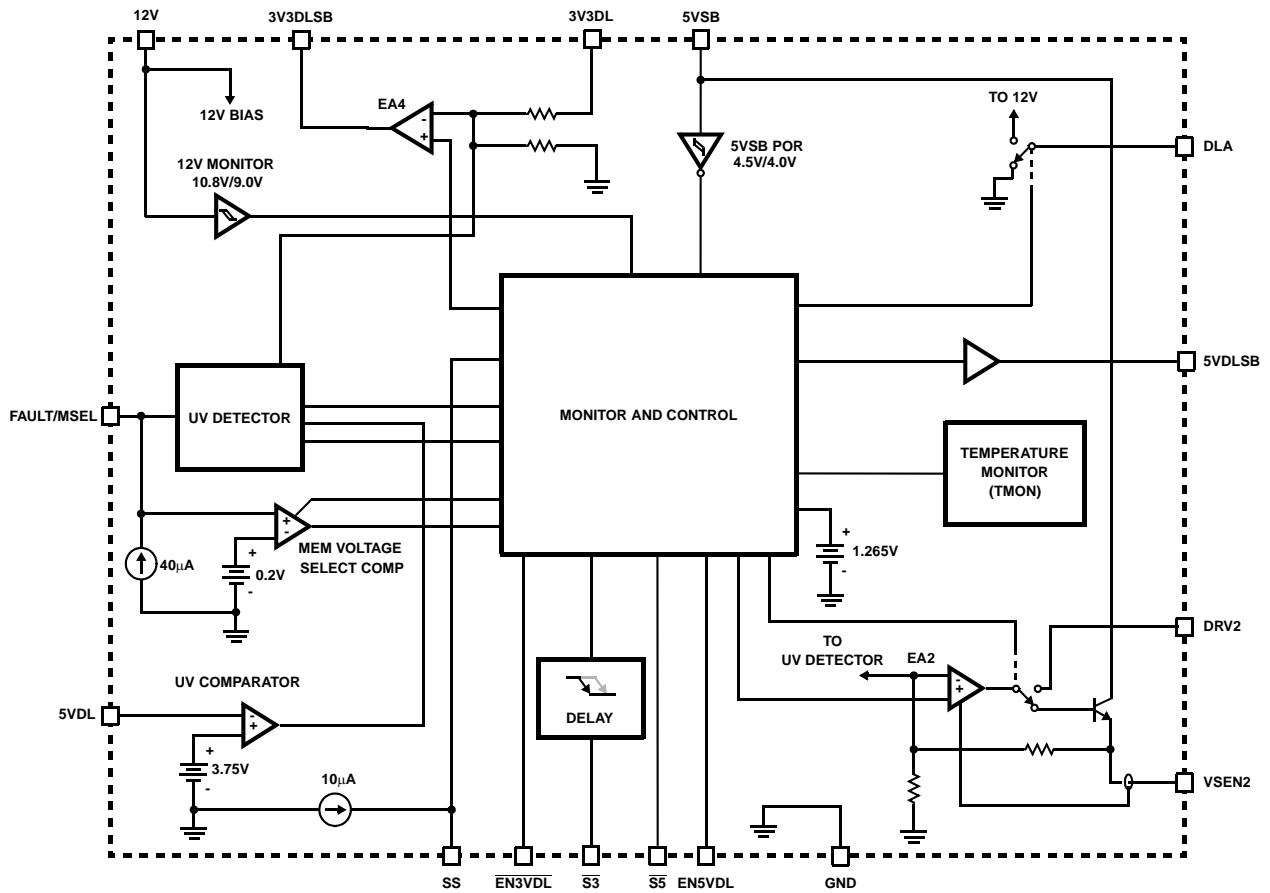 12V
3V3DLSB
3V3DL
5VSB
12V BIAS
EA4
-
+
12V MONITOR
10.8V/9.0V
5VSB POR
4.5V/4.0V
TO 12V
DLA
5VDLSB
FAULT/MSEL
UV DETECTOR
MONITOR AND CONTROL
TEMPERATURE
MONITOR
(TMON)
+
-
MEM VOLTAGE
SELECT COMP
40µA
+
0.2V
-
+
1.265V
-
DRV2
TO
UV DETECTOR
EA2
-
+
UV COMPARATOR
5VDL
-
+
+
3.75V
-
10µA
DELAY
VSEN2
SS
EN3VDL
S3
S5
EN5VDL
GND